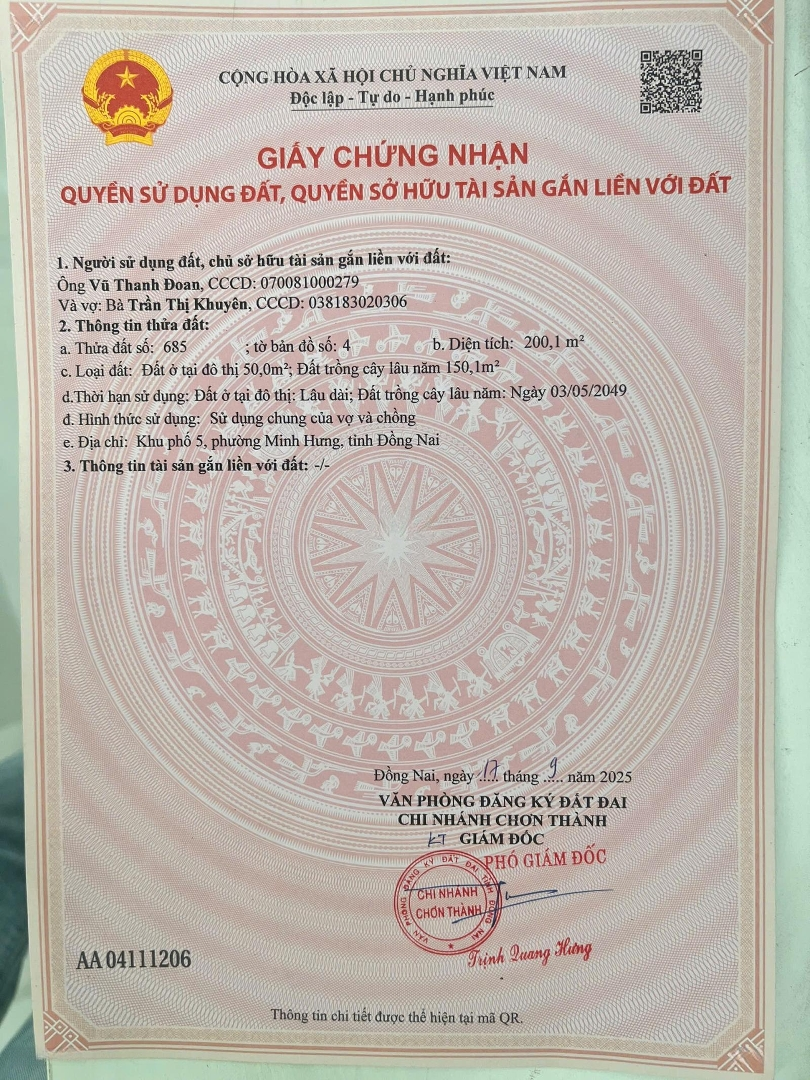 CỘNG HÒA XÃ HỘI CHỦ NGHĨA VIỆT NAM
Độc lập - Tự do - Hạnh phúc
GIẤY CHỨNG NHẬN
QUYỀN SỬ DỤNG ĐẤT, QUYỀN SỞ HỮU TÀI SẢN GẮN LIỀN VỚI ĐẤT
1. Người sử dụng đất, chủ sở hữu tài sản gắn liền với đất:
Ông Vũ Thanh Đoan, CCCD: 070081000279
Và vợ: Bà Trần Thị Khuyên, CCCD: 038183020306
2. Thông tin thửa đất:
a. Thửa đất số: 685 ; tờ bản đồ số: 4 b. Diện tích: 200,1 m²
c. Loại đất: Đất ở tại đô thị 50,0m²; Đất trồng cây lâu năm 150,1m²
d.Thời hạn sử dụng: Đất ở tại đô thị: Lâu dài; Đất trồng cây lâu năm: Ngày 03/05/2049
đ. Hình thức sử dụng: Sử dụng chung của vợ và chồng
e. Địa chỉ: Khu phố 5, phường Minh Hưng, tỉnh Đồng Nai
3. Thông tin tài sản gắn liền với đất: -/-
Đồng Nai, ngày 17 tháng 9 năm 2025
VĂN PHÒNG ĐĂNG KÝ ĐẤT ĐAI
CHI NHÁNH CHƠN THÀNH
KT GIÁM ĐỐC
PHÓ GIÁM ĐỐC
VĂN PHÒNG ĐĂNG KÝ ĐẤT ĐAI TỈNH ĐỒNG NAI
CHI NHÁNH
CHƠN THÀNH
Trịnh Quang Hưng
AA 04111206
Thông tin chi tiết được thể hiện tại mã QR.